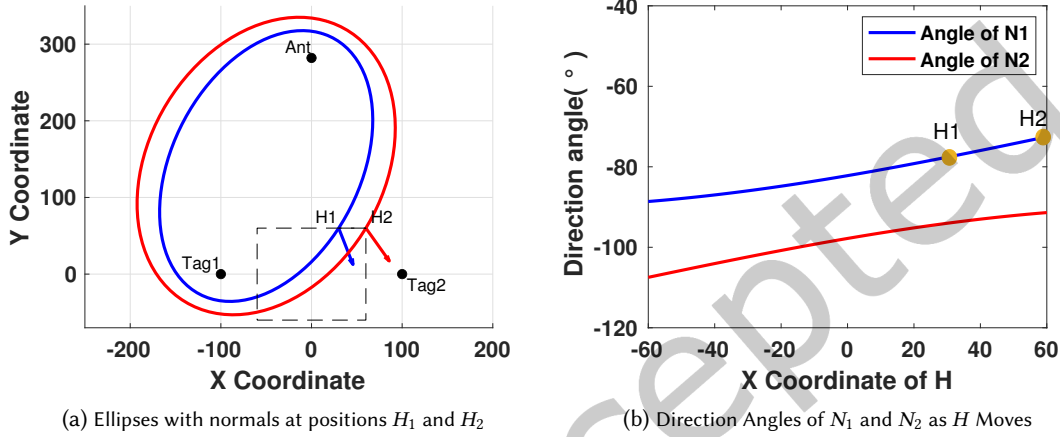 350
300
200
100
0
-200
-100
0
100
200
Y Coordinate
X Coordinate
Ant
H1
H2
Tag1
Tag2
(a) Ellipses with normals at positions H1 and H2
-40
-60
-80
-100
-120
-60
-40
-20
0
20
40
60
Direction angle( ° )
X Coordinate of H
Angle of N1
Angle of N2
H1
H2
(b) Direction Angles of N1 and N2 as H Moves